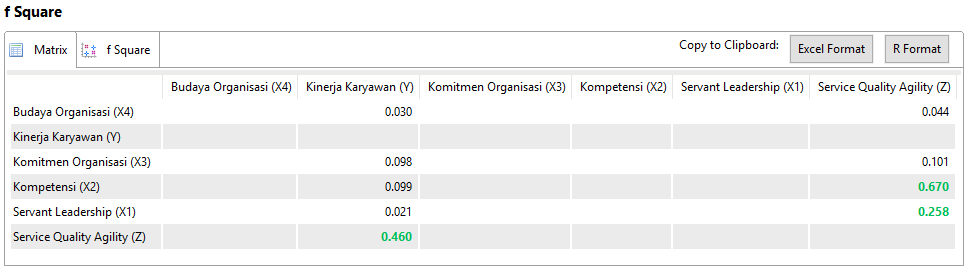 f Square
Matrix f Square Copy to Clipboard: Excel Format R Format
Budaya Organisasi (X4) Kinerja Karyawan (Y) Komitmen Organisasi (X3) Kompetensi (X2) Servant Leadership (X1) Service Quality Agility (Z)
Budaya Organisasi (X4) 0.030 0.044
Kinerja Karyawan (Y)
Komitmen Organisasi (X3) 0.098 0.101
Kompetensi (X2) 0.099 0.670
Servant Leadership (X1) 0.021 0.258
Service Quality Agility (Z) 0.460